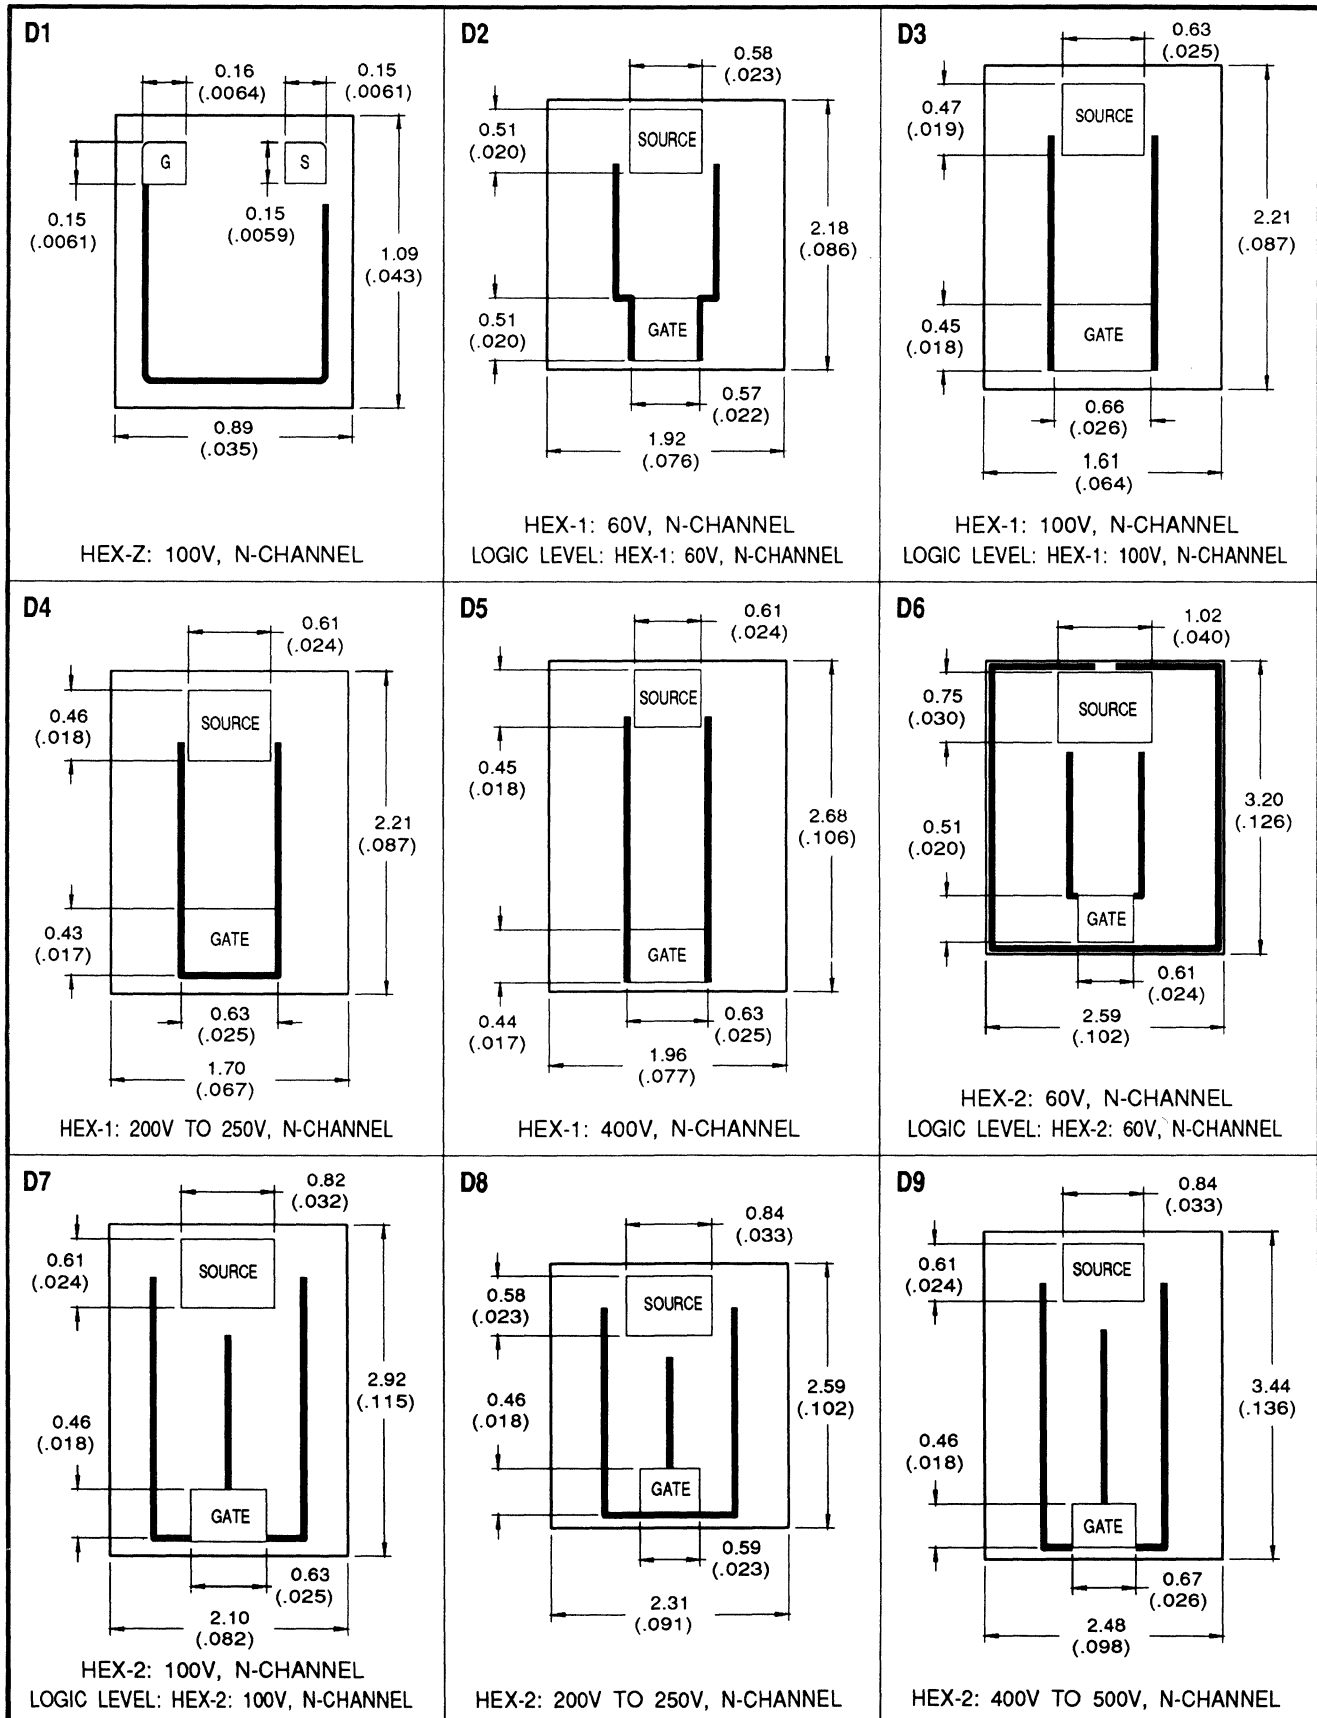 D1
0.16
(.0064)
0.15
(.0061)
G
S
0.15
(.0061)
0.15
(.0059)
1.09
(.043)
0.89
(.035)
HEX-Z: 100V, N-CHANNEL
D2
0.58
(.023)
0.51
(.020)
SOURCE
2.18
(.086)
0.51
(.020)
GATE
0.57
(.022)
1.92
(.076)
HEX-1: 60V, N-CHANNEL
LOGIC LEVEL: HEX-1: 60V, N-CHANNEL
D3
0.63
(.025)
0.47
(.019)
SOURCE
2.21
(.087)
0.45
(.018)
GATE
0.66
(.026)
1.61
(.064)
HEX-1: 100V, N-CHANNEL
LOGIC LEVEL: HEX-1: 100V, N-CHANNEL
D4
0.61
(.024)
0.46
(.018)
SOURCE
2.21
(.087)
0.43
(.017)
GATE
0.63
(.025)
1.70
(.067)
HEX-1: 200V TO 250V, N-CHANNEL
D5
0.61
(.024)
SOURCE
0.45
(.018)
2.68
(.106)
GATE
0.44
(.017)
0.63
(.025)
1.96
(.077)
HEX-1: 400V, N-CHANNEL
D6
1.02
(.040)
0.75
(.030)
SOURCE
3.20
(.126)
0.51
(.020)
GATE
0.61
(.024)
2.59
(.102)
HEX-2: 60V, N-CHANNEL
LOGIC LEVEL: HEX-2: 60V, N-CHANNEL
D7
0.82
(.032)
0.61
(.024)
SOURCE
2.92
(.115)
0.46
(.018)
GATE
0.63
(.025)
2.10
(.082)
HEX-2: 100V, N-CHANNEL
LOGIC LEVEL: HEX-2: 100V, N-CHANNEL
D8
0.84
(.033)
0.58
(.023)
SOURCE
2.59
(.102)
0.46
(.018)
GATE
0.59
(.023)
2.31
(.091)
HEX-2: 200V TO 250V, N-CHANNEL
D9
0.84
(.033)
0.61
(.024)
SOURCE
3.44
(.136)
0.46
(.018)
GATE
0.67
(.026)
2.48
(.098)
HEX-2: 400V TO 500V, N-CHANNEL